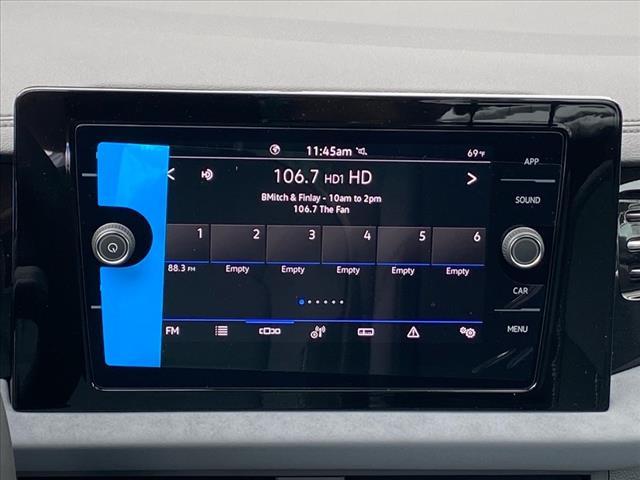 11:45am
69°F
APP
106.7 HD1 HD
SOUND
BMitch & Finlay - 10am to 2pm
106.7 The Fan
1 2 3 4 5 6
88.3 FM Empty Empty Empty Empty Empty
CAR
FM
MENU